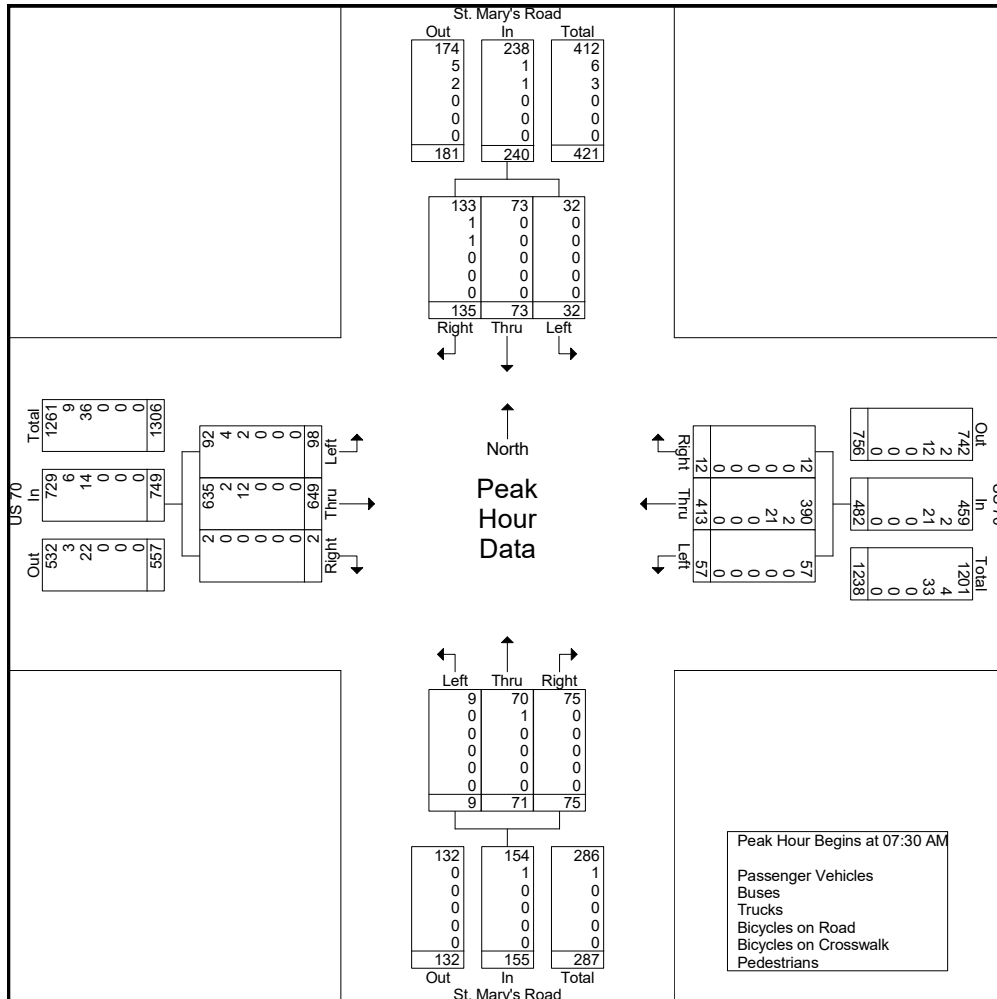 St. Mary's Road
Out In Total
174 238 412
5 1 6
2 1 3
0 0 0
0 0 0
0 0 0
181 240 421
133 73 32
1 0 0
1 0 0
0 0 0
0 0 0
0 0 0
135 73 32
Right Thru Left
US 70
Total 1261 9 36 0 0 0 1306
In 729 6 14 0 0 0 749
Out 532 3 22 0 0 0 557
92 4 2 0 0 0 98 Left
635 2 12 0 0 0 649 Thru
2 0 0 0 0 0 2 Right
North
Peak
Hour
Data
Right 12 0 0 0 0 0 12
Thru 413 0 0 0 21 2 390
Left 57 0 0 0 0 0 57
US 70
Out 742 2 12 0 0 0 756
In 459 2 21 0 0 0 482
Total 1201 4 33 0 0 0 1238
Left Thru Right
9 70 75
0 1 0
0 0 0
0 0 0
0 0 0
0 0 0
9 71 75
132 154 286
0 1 1
0 0 0
0 0 0
0 0 0
0 0 0
132 155 287
Out In Total
St. Mary's Road
Peak Hour Begins at 07:30 AM
Passenger Vehicles
Buses
Trucks
Bicycles on Road
Bicycles on Crosswalk
Pedestrians